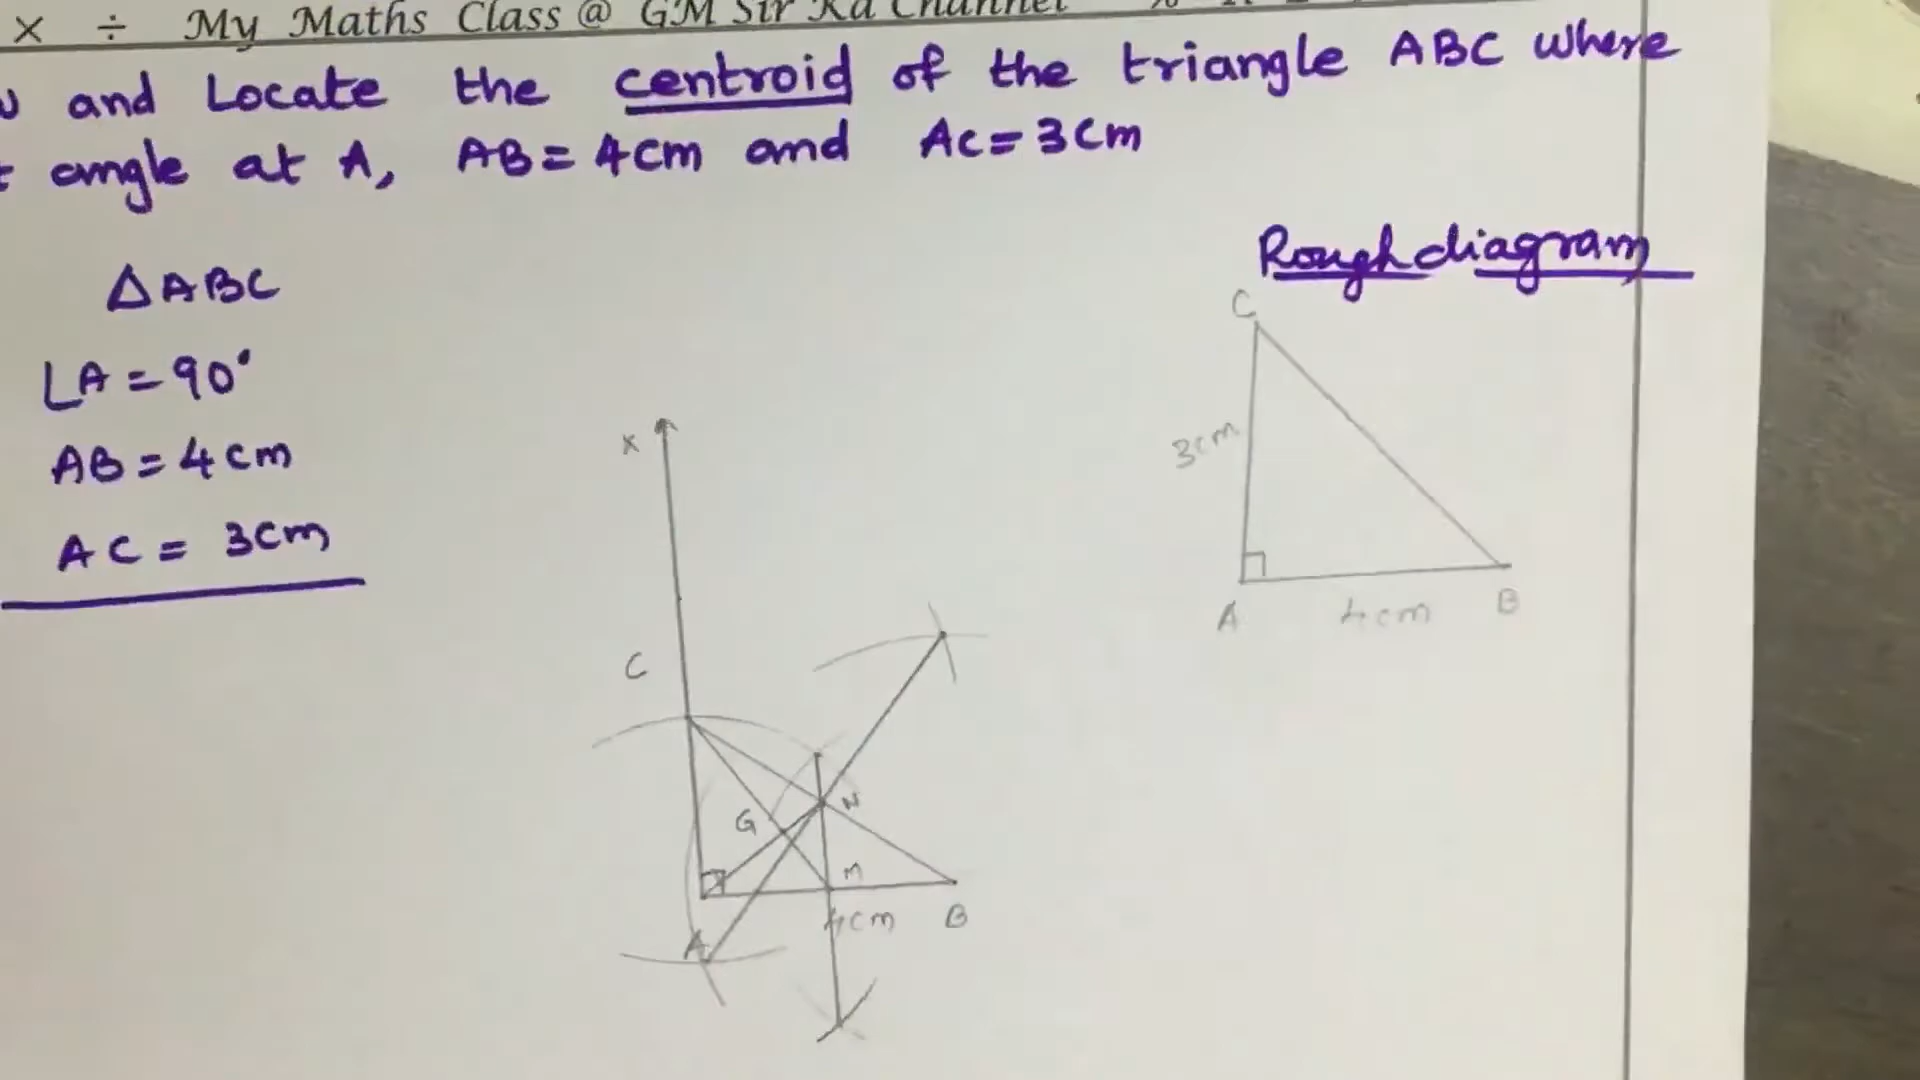 × ÷ My Maths Class @ GM Sir Ka Channel
and Locate the centroid of the triangle ABC where
angle at A, AB = 4cm and AC = 3cm
Rough diagram
△ABC
∟A = 90°
AB = 4cm
AC = 3cm
C
3cm
A 4cm B
X
C
G N
M
4cm B
A